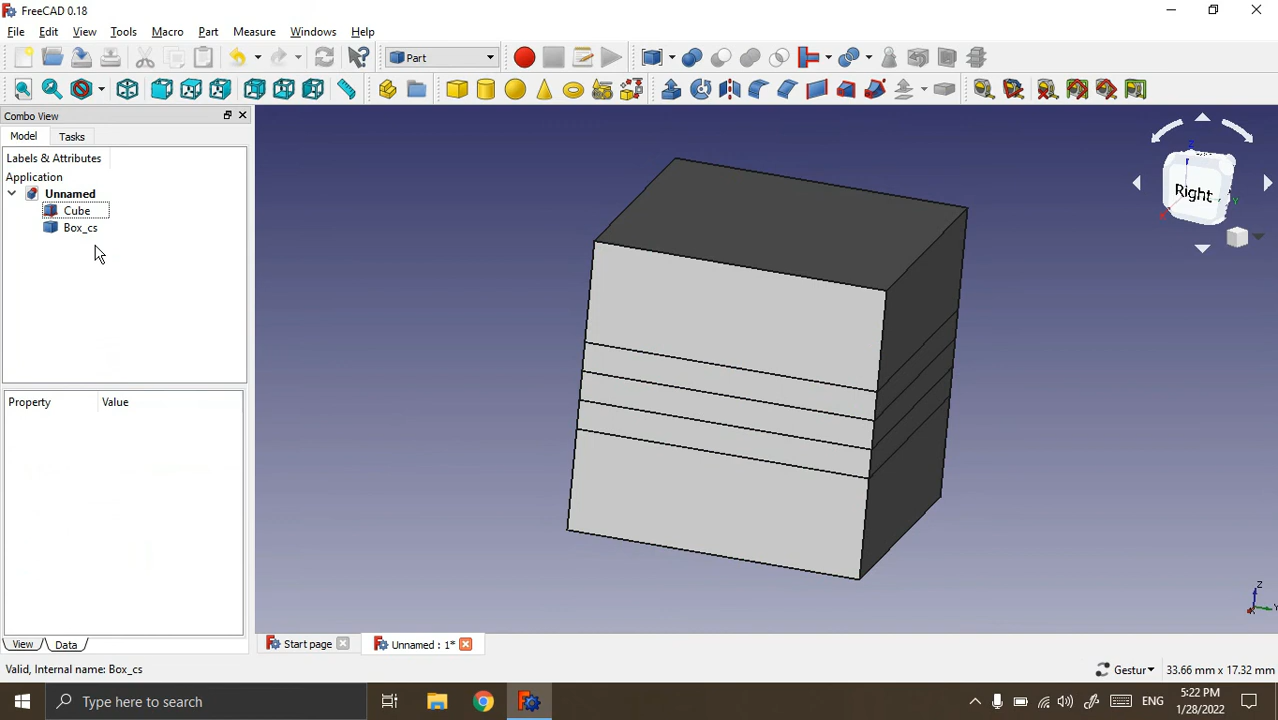 FreeCAD 0.18
File Edit View Tools Macro Part Measure Windows Help
Part
Combo View
Model Tasks
Labels & Attributes
Application
Unnamed
Cube
Box_cs
Right
Z
Property Value
Z
Y
View Data
Start page Unnamed : 1*
Valid, Internal name: Box_cs
Gestur 33.66 mm x 17.32 mm
Type here to search
ENG
5:22 PM
1/28/2022